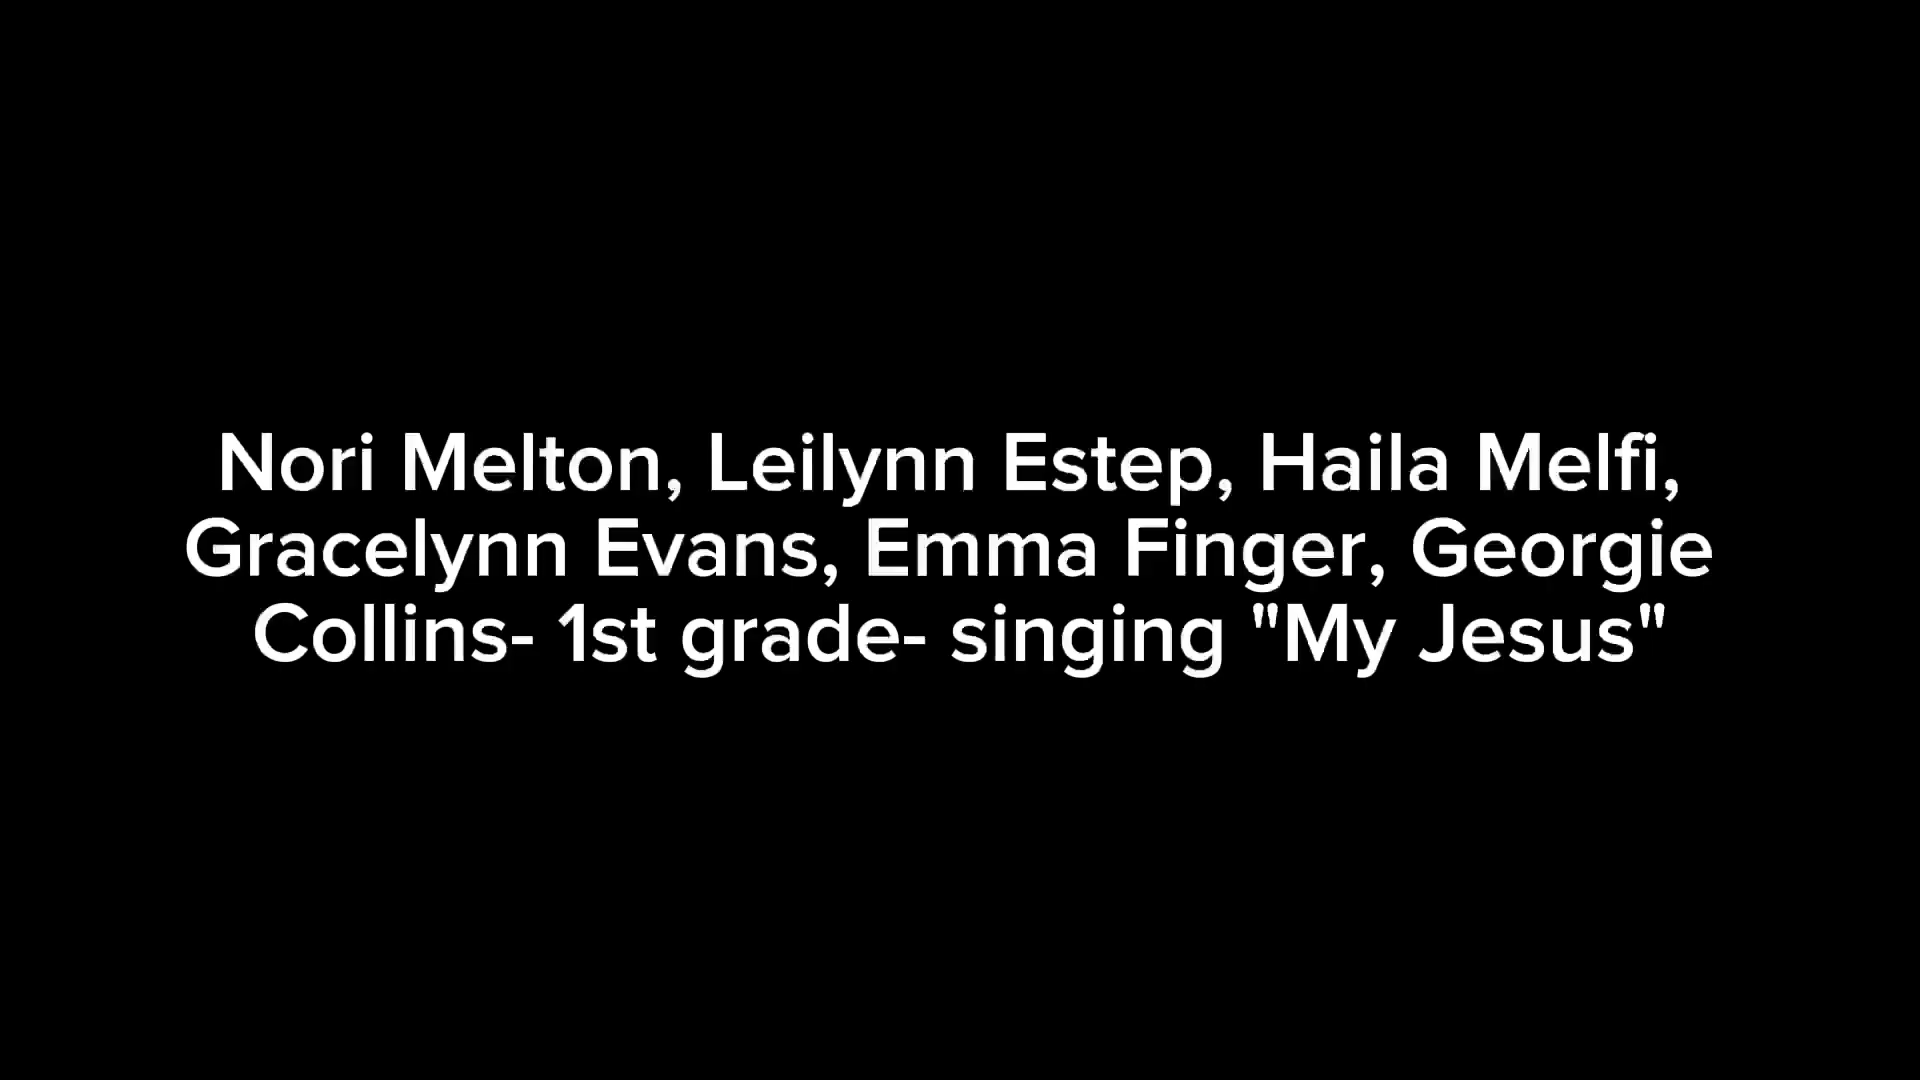 Nori Melton, Leilynn Estep, Haila Melfi,
Gracelynn Evans, Emma Finger, Georgie
Collins- 1st grade- singing "My Jesus"